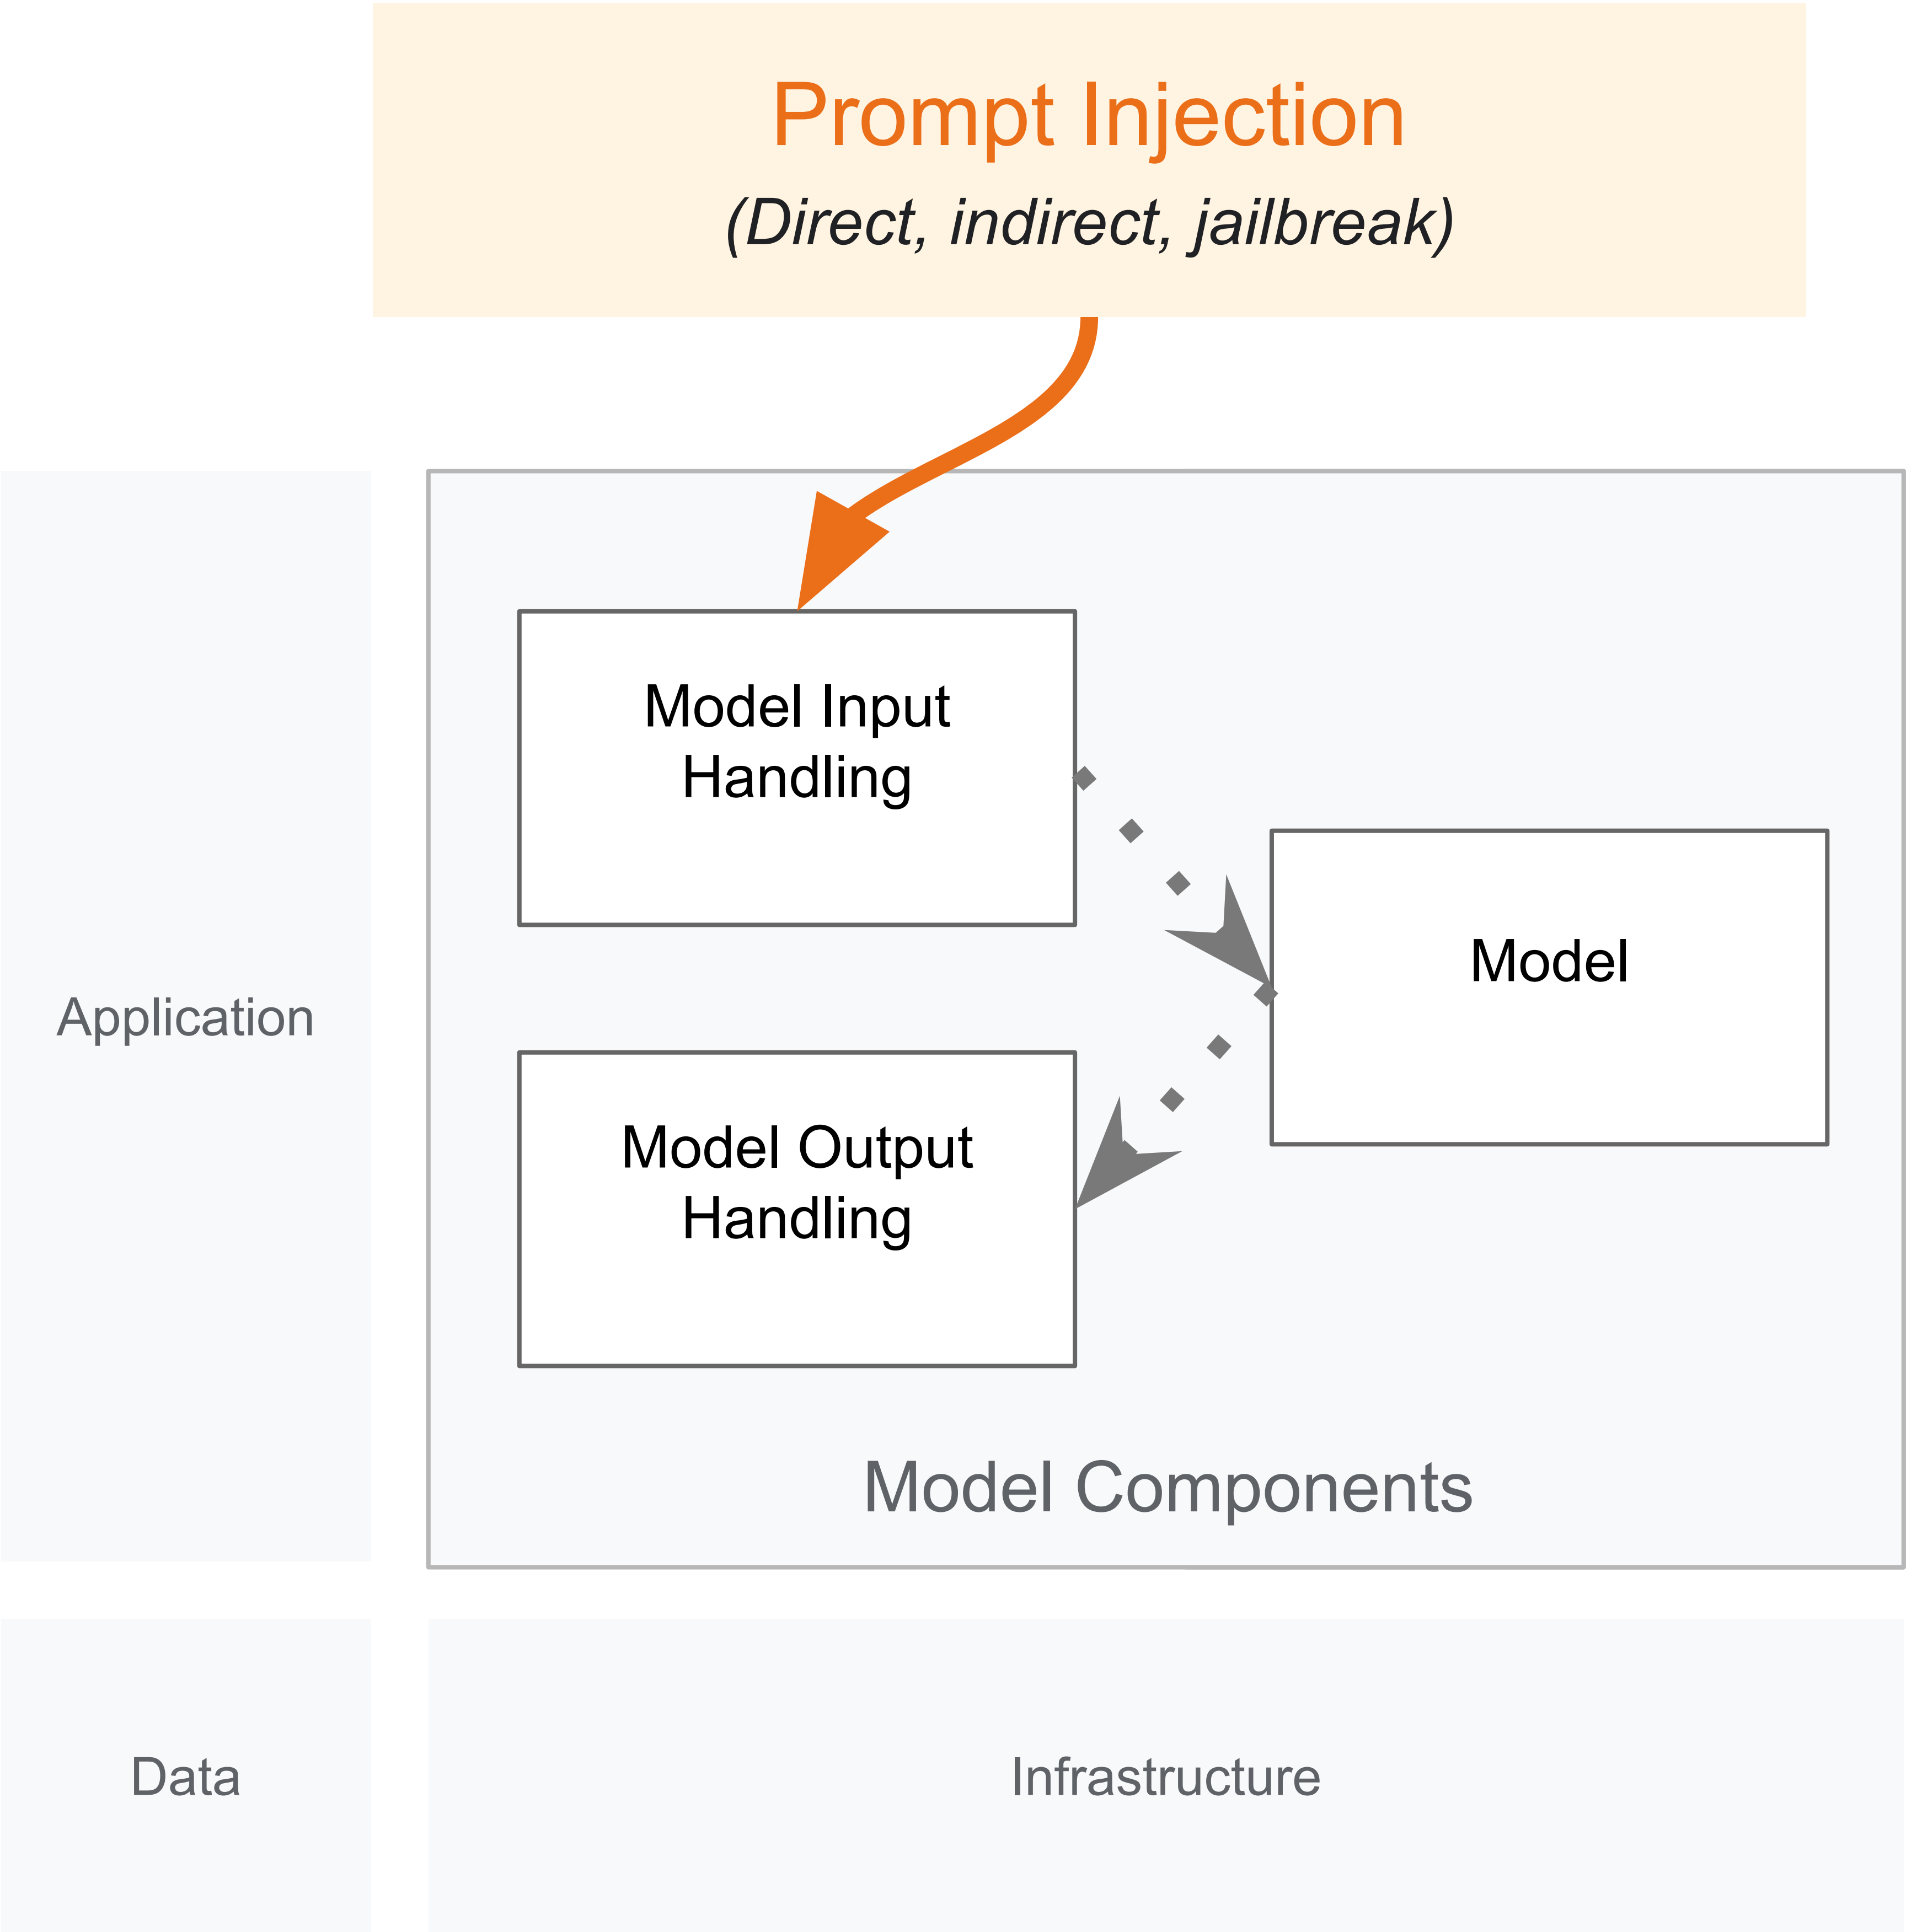 Prompt Injection
(Direct, indirect, jailbreak)
Model Input
Handling
Model
Application
Model Output
Handling
Model Components
Data
Infrastructure